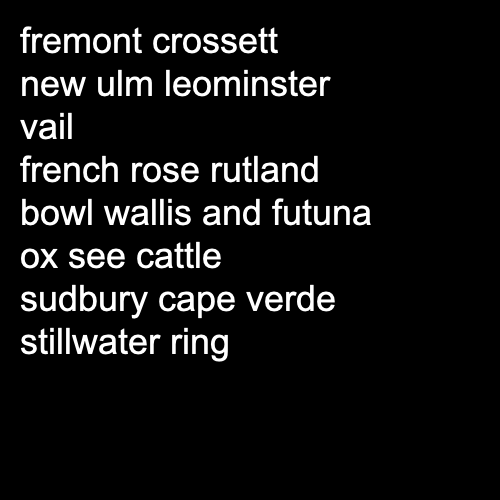 fremont crossett
new ulm leominster
vail
french rose rutland
bowl wallis and futuna
ox see cattle
sudbury cape verde
stillwater ring